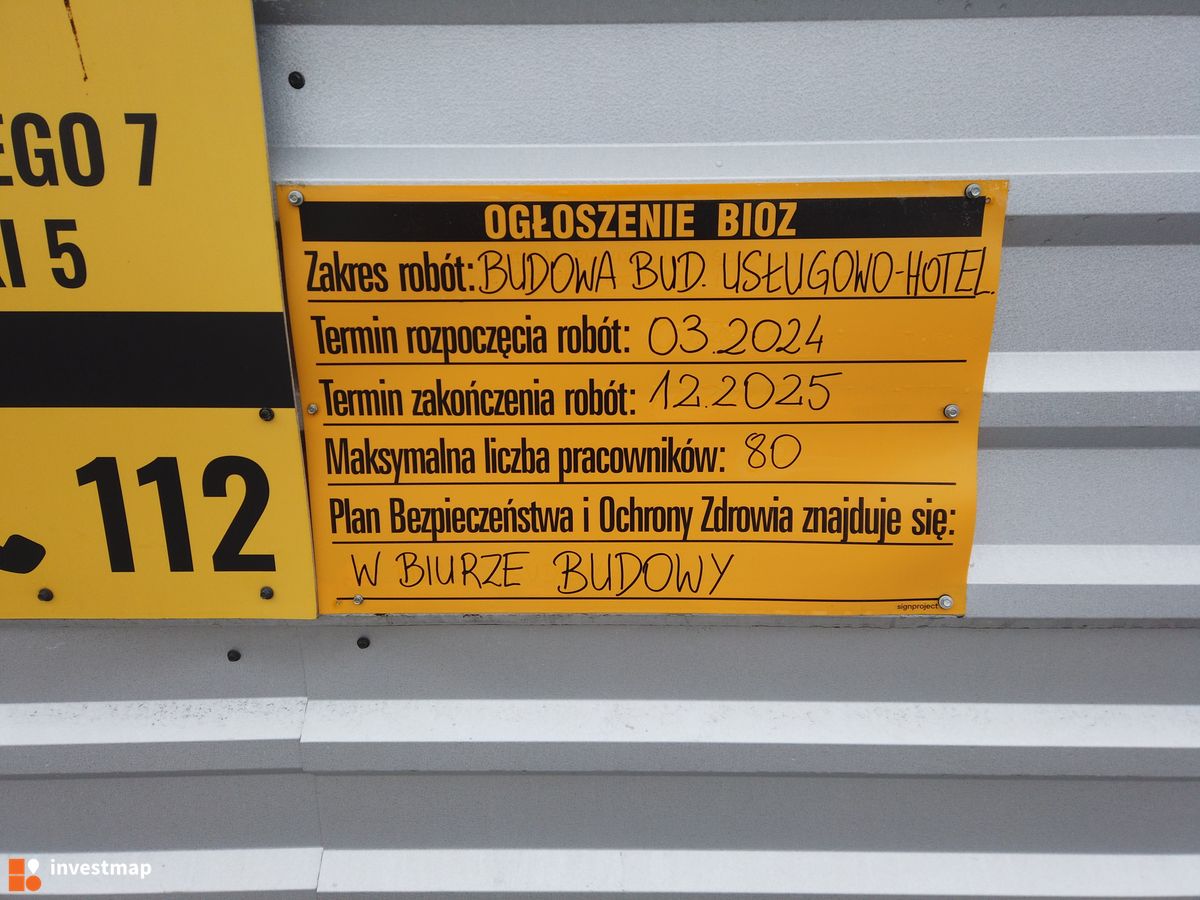 EGO 7
I 5
112
OGŁOSZENIE BIOZ
Zakres robót: BUDOWA BUD. USŁUGOWO-HOTEL.
Termin rozpoczęcia robót: 03.2024
Termin zakończenia robót: 12.2025
Maksymalna liczba pracowników: 80
Plan Bezpieczeństwa i Ochrony Zdrowia znajduje się:
W BIURZE BUDOWY
signproject
investmap